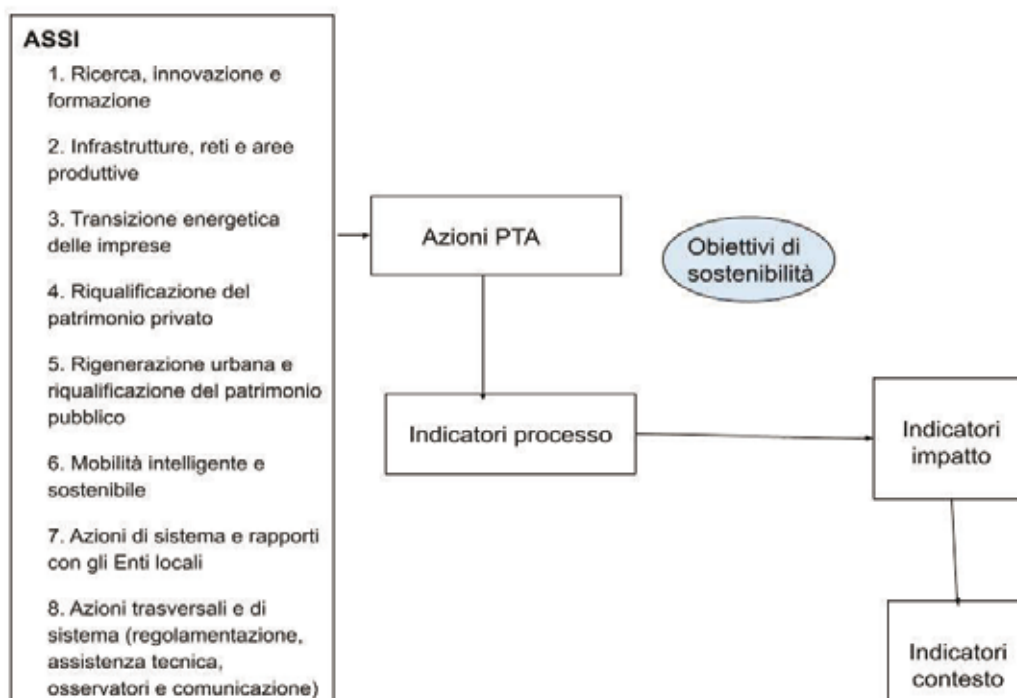 ASSI
1. Ricerca, innovazione e
formazione
2. Infrastrutture, reti e aree
produttive
3. Transizione energetica
delle imprese
4. Riqualificazione del
patrimonio privato
5. Rigenerazione urbana e
riqualificazione del patrimonio
pubblico
6. Mobilità intelligente e
sostenibile
7. Azioni di sistema e rapporti
con gli Enti locali
8. Azioni trasversali e di
sistema (regolamentazione,
assistenza tecnica,
osservatori e comunicazione)
Azioni PTA
Obiettivi di
sostenibilità
Indicatori processo
Indicatori
impatto
Indicatori
contesto